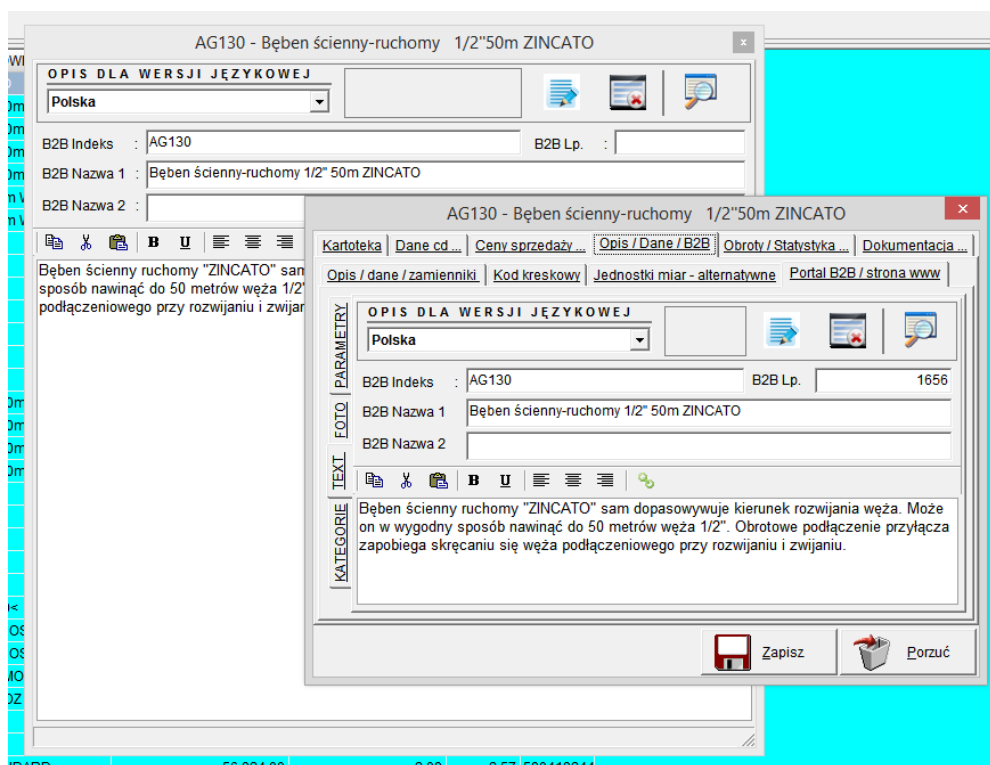 AG130 - Bęben ścienny-ruchomy 1/2"50m ZINCATO
OPIS DLA WERSJI JĘZYKOWEJ
Polska
B2B Indeks : AG130
B2B Lp. :
B2B Nazwa 1 : Bęben ścienny-ruchomy 1/2" 50m ZINCATO
B2B Nazwa 2 :
B U
Bęben ścienny ruchomy "ZINCATO" sam
sposób nawinąć do 50 metrów węża 1/2"
podłączeniowego przy rozwijaniu i zwijan
AG130 - Bęben ścienny-ruchomy 1/2"50m ZINCATO
Kartoteka Dane cd ... Ceny sprzedaży ... Opis / Dane / B2B Obroty / Statystyka ... Dokumentacja ...
Opis / dane / zamienniki Kod kreskowy Jednostki miar - alternatywne Portal B2B / strona www
PARAMETRY
FOTO
TEXT
KATEGORIE
OPIS DLA WERSJI JĘZYKOWEJ
Polska
B2B Indeks : AG130
B2B Lp. 1656
B2B Nazwa 1 Bęben ścienny-ruchomy 1/2" 50m ZINCATO
B2B Nazwa 2
B U
Bęben ścienny ruchomy "ZINCATO" sam dopasowywuje kierunek rozwijania węża. Może
on w wygodny sposób nawinąć do 50 metrów węża 1/2". Obrotowe podłączenie przyłącza
zapobiega skręcaniu się węża podłączeniowego przy rozwijaniu i zwijaniu.
Zapisz Porzuć